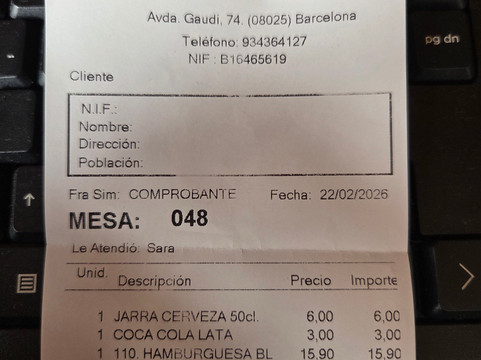 Avda. Gaudi, 74. (08025) Barcelona
Teléfono: 934364127
NIF : B16465619
Cliente
N.I.F.:
Nombre:
Dirección:
Población:
Fra Sim: COMPROBANTE Fecha: 22/02/2026
MESA: 048
Le Atendió: Sara
Unid. Descripción Precio Importe
1 JARRA CERVEZA 50cl. 6,00 6,00
1 COCA COLA LATA 3,00 3,00
1 110. HAMBURGUESA BL 15,90 15,90
pg dn